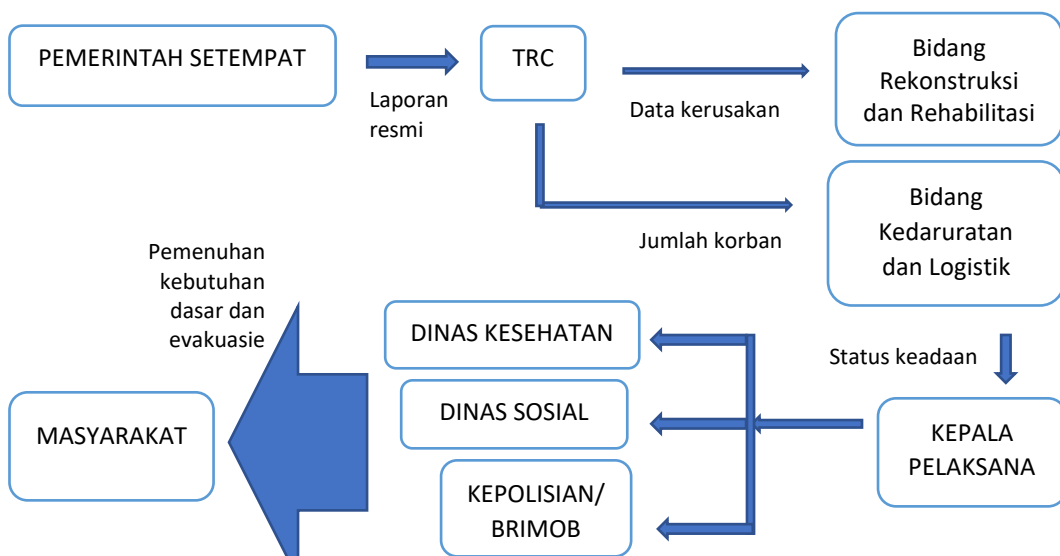 PEMERINTAH SETEMPAT
Laporan
resmi
TRC
Data kerusakan
Bidang
Rekonstruksi
dan Rehabilitasi
Jumlah korban
Bidang
Kedaruratan
dan Logistik
Status keadaan
KEPALA
PELAKSANA
DINAS KESEHATAN
DINAS SOSIAL
KEPOLISIAN/
BRIMOB
Pemenuhan
kebutuhan
dasar dan
evakuasie
MASYARAKAT